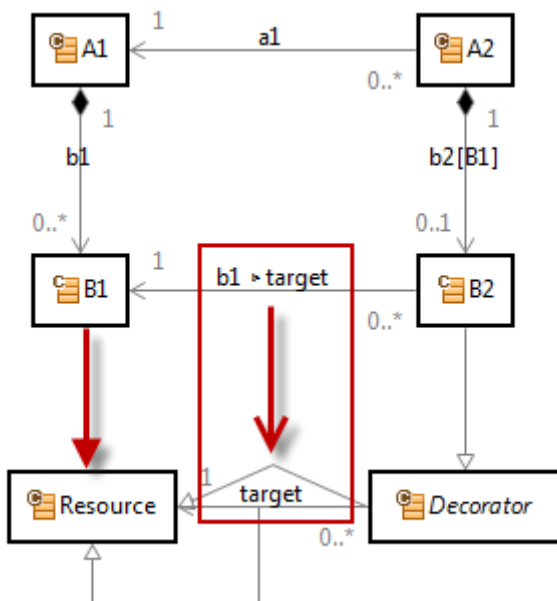 1
a1
A1
A2
0..*
1
1
b1
b2[B1]
0..*
0..1
1
b1 ▸ target
B1
B2
0..*
1
Resource
target
Decorator
0..*